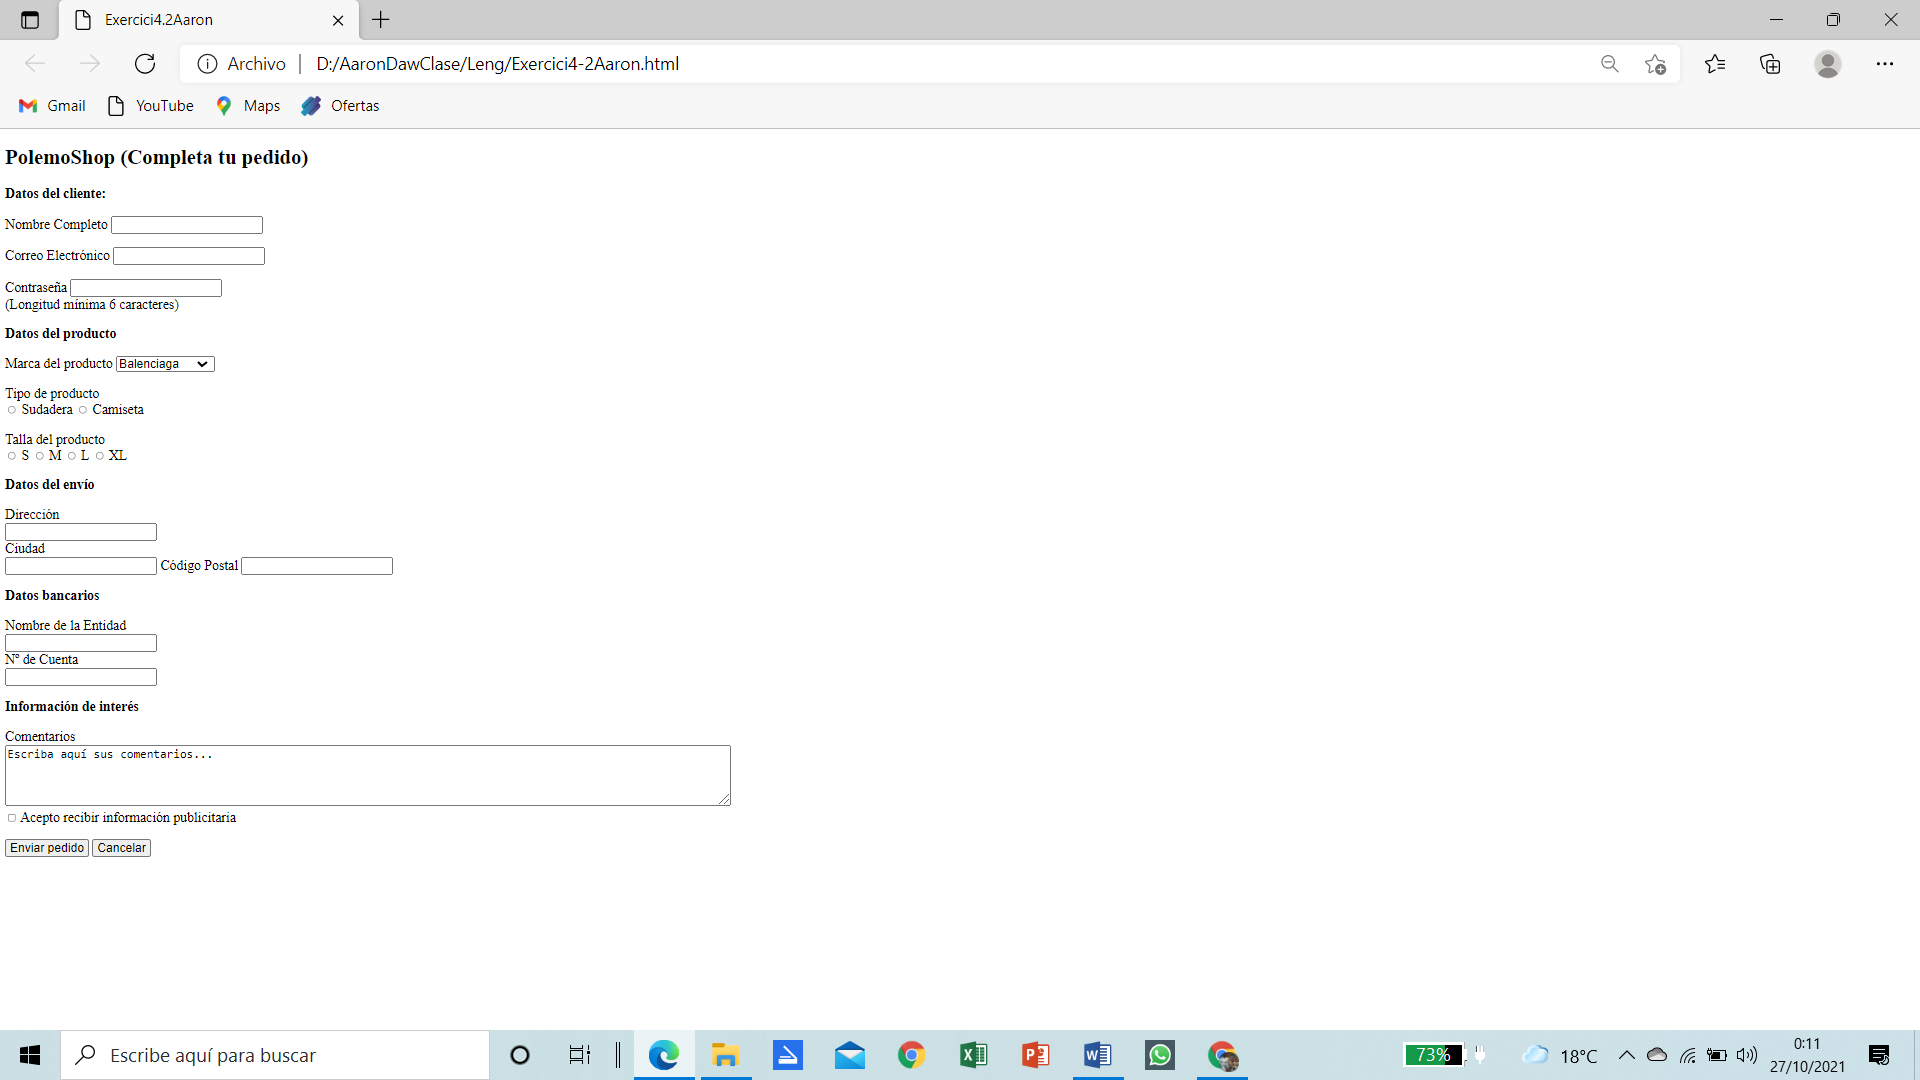 Exercici4.2Aaron
Archivo D:/AaronDawClase/Leng/Exercici4-2Aaron.html
Gmail YouTube Maps Ofertas
PolemoShop (Completa tu pedido)
Datos del cliente:
Nombre Completo
Correo Electrónico
Contraseña
(Longitud mínima 6 caracteres)
Datos del producto
Marca del producto Balenciaga
Tipo de producto
Sudadera Camiseta
Talla del producto
S M L XL
Datos del envío
Dirección
Ciudad
Código Postal
Datos bancarios
Nombre de la Entidad
Nº de Cuenta
Información de interés
Comentarios
Escriba aquí sus comentarios...
Acepto recibir información publicitaria
Enviar pedido Cancelar
Escribe aquí para buscar 73% 18°C 0:11
27/10/2021